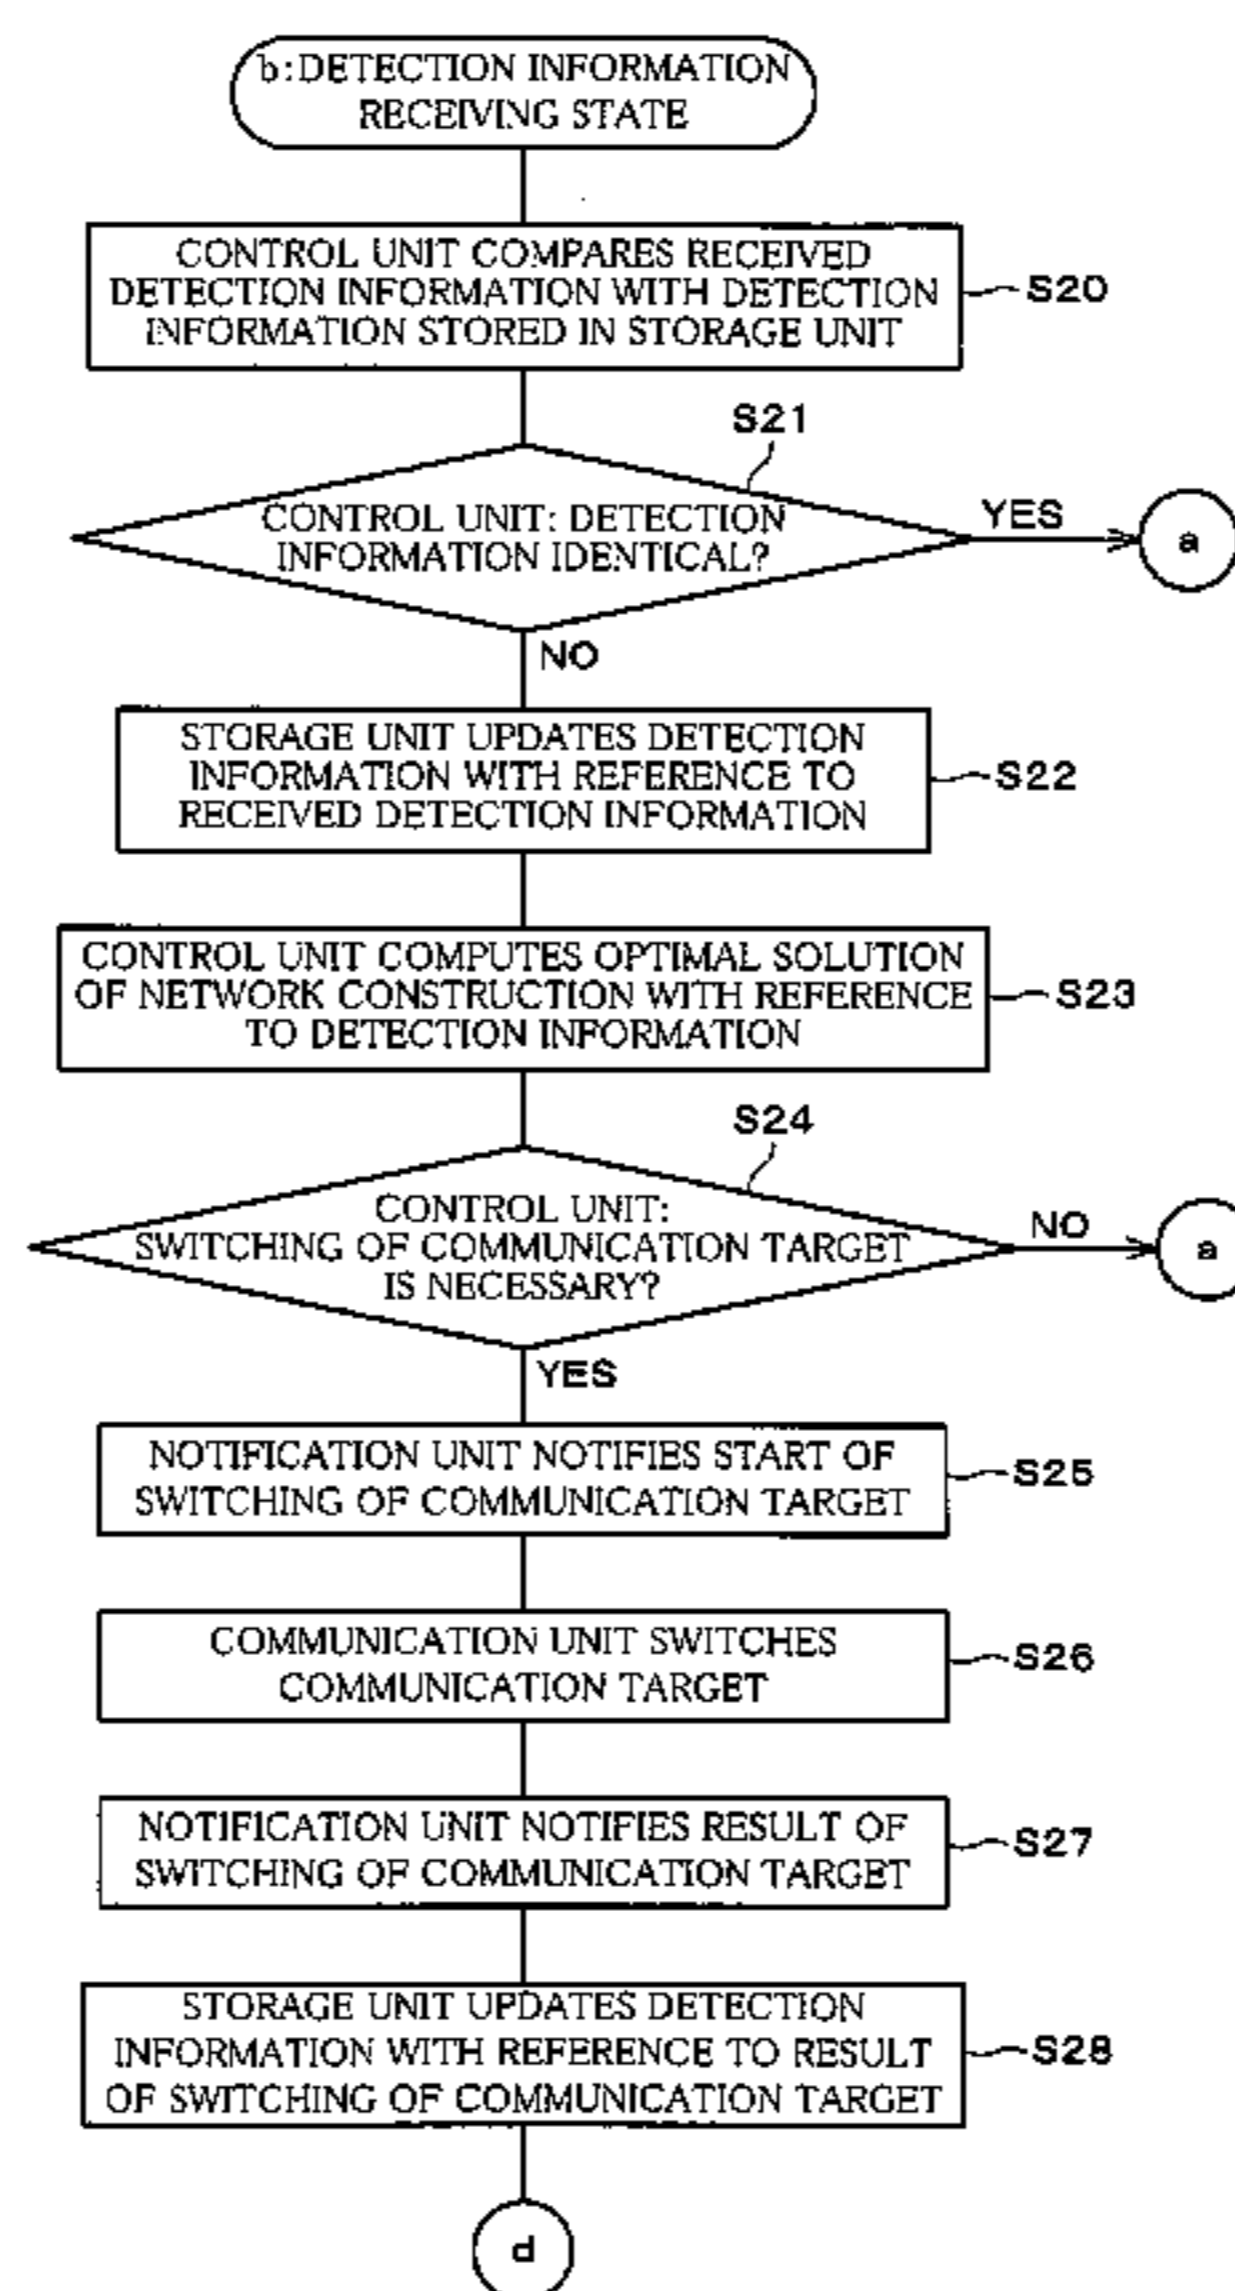 b:DETECTION INFORMATION
RECEIVING STATE
CONTROL UNIT COMPARES RECEIVED
DETECTION INFORMATION WITH DETECTION
INFORMATION STORED IN STORAGE UNIT
S20
S21
CONTROL UNIT: DETECTION
INFORMATION IDENTICAL?
YES
a
NO
STORAGE UNIT UPDATES DETECTION
INFORMATION WITH REFERENCE TO
RECEIVED DETECTION INFORMATION
S22
CONTROL UNIT COMPUTES OPTIMAL SOLUTION
OF NETWORK CONSTRUCTION WITH REFERENCE
TO DETECTION INFORMATION
S23
S24
CONTROL UNIT:
SWITCHING OF COMMUNICATION TARGET
IS NECESSARY?
NO
a
YES
NOTIFICATION UNIT NOTIFIES START OF
SWITCHING OF COMMUNICATION TARGET
S25
COMMUNICATION UNIT SWITCHES
COMMUNICATION TARGET
S26
NOTIFICATION UNIT NOTIFIES RESULT OF
SWITCHING OF COMMUNICATION TARGET
S27
STORAGE UNIT UPDATES DETECTION
INFORMATION WITH REFERENCE TO RESULT
OF SWITCHING OF COMMUNICATION TARGET
S28
d